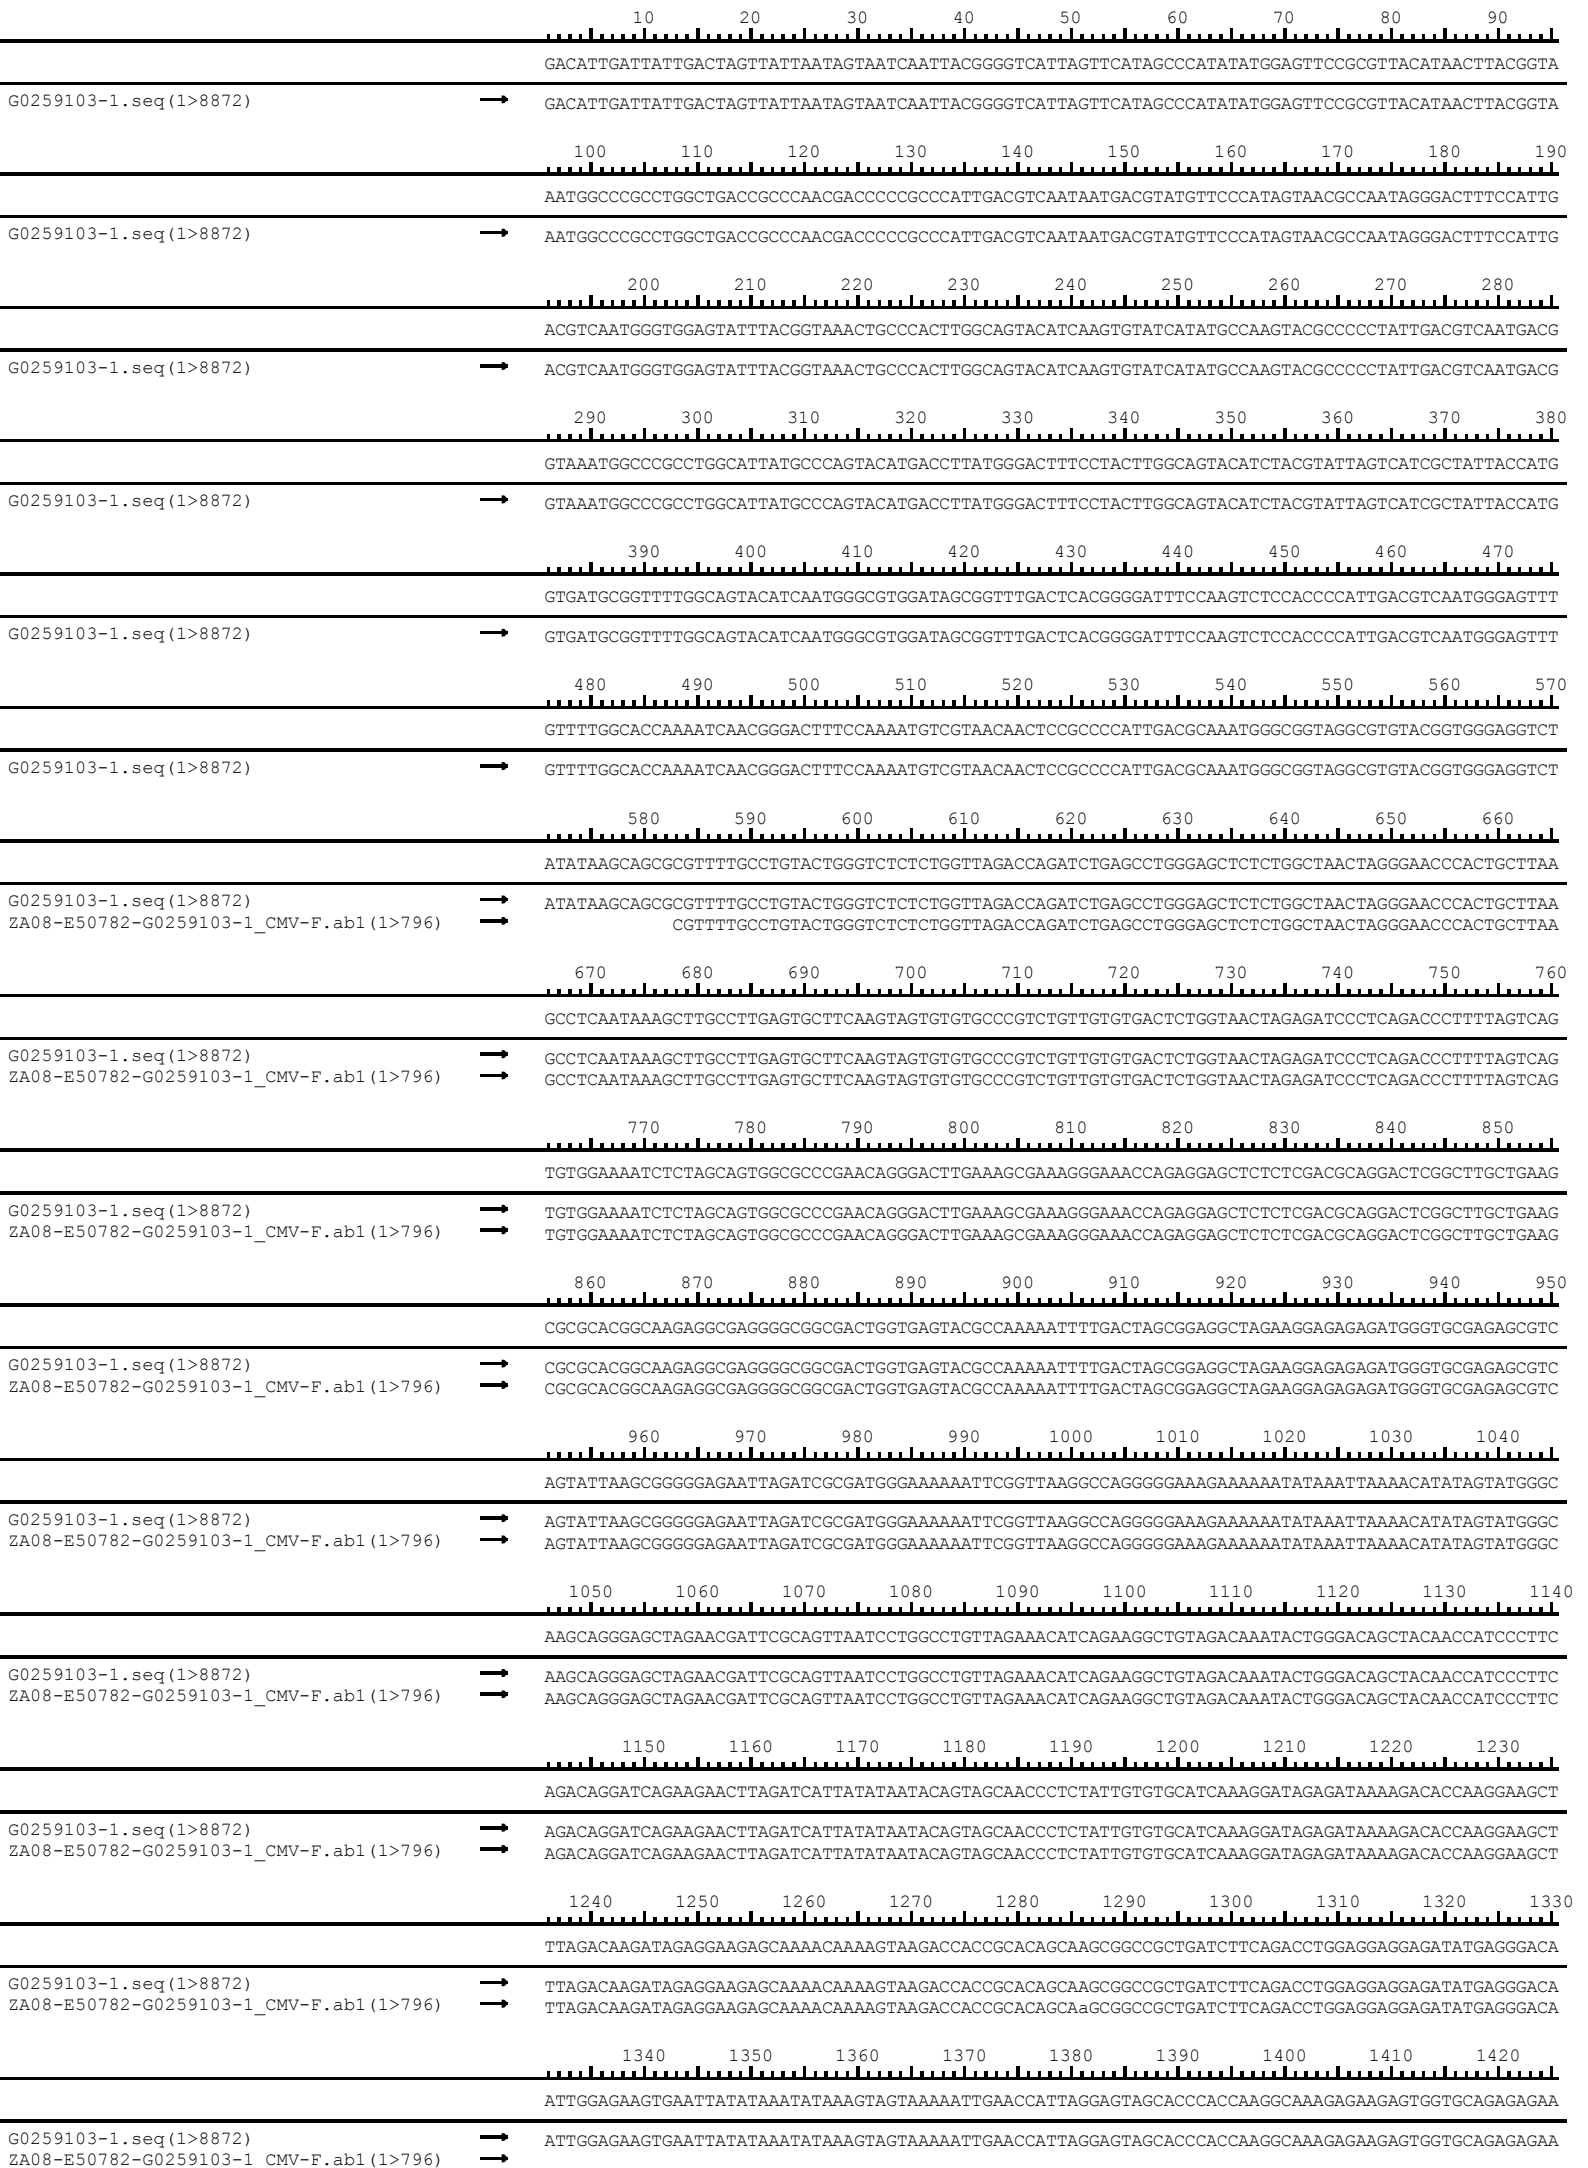 10 20 30 40 50 60 70 80 90
GACATTGATTATTGACTAGTTATTAATAGTAATCAATTACGGGGTCATTAGTTCATAGCCCATATATGGAGTTCCGCGTTACATAACTTACGGTA
G0259103-1.seq(1>8872) → GACATTGATTATTGACTAGTTATTAATAGTAATCAATTACGGGGTCATTAGTTCATAGCCCATATATGGAGTTCCGCGTTACATAACTTACGGTA
100 110 120 130 140 150 160 170 180 190
AATGGCCCGCCTGGCTGACCGCCCAACGACCCCCGCCCATTGACGTCAATAATGACGTATGTTCCCATAGTAACGCCAATAGGGACTTTCCATTG
G0259103-1.seq(1>8872) → AATGGCCCGCCTGGCTGACCGCCCAACGACCCCCGCCCATTGACGTCAATAATGACGTATGTTCCCATAGTAACGCCAATAGGGACTTTCCATTG
200 210 220 230 240 250 260 270 280
ACGTCAATGGGTGGAGTATTTACGGTAAACTGCCCACTTGGCAGTACATCAAGTGTATCATATGCCAAGTACGCCCCCTATTGACGTCAATGACG
G0259103-1.seq(1>8872) → ACGTCAATGGGTGGAGTATTTACGGTAAACTGCCCACTTGGCAGTACATCAAGTGTATCATATGCCAAGTACGCCCCCTATTGACGTCAATGACG
290 300 310 320 330 340 350 360 370 380
GTAAATGGCCCGCCTGGCATTATGCCCAGTACATGACCTTATGGGACTTTCCTACTTGGCAGTACATCTACGTATTAGTCATCGCTATTACCATG
G0259103-1.seq(1>8872) → GTAAATGGCCCGCCTGGCATTATGCCCAGTACATGACCTTATGGGACTTTCCTACTTGGCAGTACATCTACGTATTAGTCATCGCTATTACCATG
390 400 410 420 430 440 450 460 470
GTGATGCGGTTTTGGCAGTACATCAATGGGCGTGGATAGCGGTTTGACTCACGGGGATTTCCAAGTCTCCACCCCATTGACGTCAATGGGAGTTT
G0259103-1.seq(1>8872) → GTGATGCGGTTTTGGCAGTACATCAATGGGCGTGGATAGCGGTTTGACTCACGGGGATTTCCAAGTCTCCACCCCATTGACGTCAATGGGAGTTT
480 490 500 510 520 530 540 550 560 570
GTTTTGGCACCAAAATCAACGGGACTTTCCAAAATGTCGTAACAACTCCGCCCCATTGACGCAAATGGGCGGTAGGCGTGTACGGTGGGAGGTCT
G0259103-1.seq(1>8872) → GTTTTGGCACCAAAATCAACGGGACTTTCCAAAATGTCGTAACAACTCCGCCCCATTGACGCAAATGGGCGGTAGGCGTGTACGGTGGGAGGTCT
580 590 600 610 620 630 640 650 660
ATATAAGCAGCGCGTTTTGCCTGTACTGGGTCTCTCTGGTTAGACCAGATCTGAGCCTGGGAGCTCTCTGGCTAACTAGGGAACCCACTGCTTAA
G0259103-1.seq(1>8872) → ATATAAGCAGCGCGTTTTGCCTGTACTGGGTCTCTCTGGTTAGACCAGATCTGAGCCTGGGAGCTCTCTGGCTAACTAGGGAACCCACTGCTTAA
ZA08-E50782-G0259103-1_CMV-F.ab1(1>796) → CGTTTTGCCTGTACTGGGTCTCTCTGGTTAGACCAGATCTGAGCCTGGGAGCTCTCTGGCTAACTAGGGAACCCACTGCTTAA
670 680 690 700 710 720 730 740 750 760
GCCTCAATAAAGCTTGCCTTGAGTGCTTCAAGTAGTGTGTGCCCGTCTGTTGTGTGACTCTGGTAACTAGAGATCCCTCAGACCCTTTTAGTCAG
G0259103-1.seq(1>8872) → GCCTCAATAAAGCTTGCCTTGAGTGCTTCAAGTAGTGTGTGCCCGTCTGTTGTGTGACTCTGGTAACTAGAGATCCCTCAGACCCTTTTAGTCAG
ZA08-E50782-G0259103-1_CMV-F.ab1(1>796) → GCCTCAATAAAGCTTGCCTTGAGTGCTTCAAGTAGTGTGTGCCCGTCTGTTGTGTGACTCTGGTAACTAGAGATCCCTCAGACCCTTTTAGTCAG
770 780 790 800 810 820 830 840 850
TGTGGAAAATCTCTAGCAGTGGCGCCCGAACAGGGACTTGAAAGCGAAAGGGAAACCAGAGGAGCTCTCTCGACGCAGGACTCGGCTTGCTGAAG
G0259103-1.seq(1>8872) → TGTGGAAAATCTCTAGCAGTGGCGCCCGAACAGGGACTTGAAAGCGAAAGGGAAACCAGAGGAGCTCTCTCGACGCAGGACTCGGCTTGCTGAAG
ZA08-E50782-G0259103-1_CMV-F.ab1(1>796) → TGTGGAAAATCTCTAGCAGTGGCGCCCGAACAGGGACTTGAAAGCGAAAGGGAAACCAGAGGAGCTCTCTCGACGCAGGACTCGGCTTGCTGAAG
860 870 880 890 900 910 920 930 940 950
CGCGCACGGCAAGAGGCGAGGGGCGGCGACTGGTGAGTACGCCAAAAATTTTGACTAGCGGAGGCTAGAAGGAGAGAGATGGGTGCGAGAGCGTC
G0259103-1.seq(1>8872) → CGCGCACGGCAAGAGGCGAGGGGCGGCGACTGGTGAGTACGCCAAAAATTTTGACTAGCGGAGGCTAGAAGGAGAGAGATGGGTGCGAGAGCGTC
ZA08-E50782-G0259103-1_CMV-F.ab1(1>796) → CGCGCACGGCAAGAGGCGAGGGGCGGCGACTGGTGAGTACGCCAAAAATTTTGACTAGCGGAGGCTAGAAGGAGAGAGATGGGTGCGAGAGCGTC
960 970 980 990 1000 1010 1020 1030 1040
AGTATTAAGCGGGGGAGAATTAGATCGCGATGGGAAAAAATTCGGTTAAGGCCAGGGGGAAAGAAAAAATATAAATTAAAACATATAGTATGGGC
G0259103-1.seq(1>8872) → AGTATTAAGCGGGGGAGAATTAGATCGCGATGGGAAAAAATTCGGTTAAGGCCAGGGGGAAAGAAAAAATATAAATTAAAACATATAGTATGGGC
ZA08-E50782-G0259103-1_CMV-F.ab1(1>796) → AGTATTAAGCGGGGGAGAATTAGATCGCGATGGGAAAAAATTCGGTTAAGGCCAGGGGGAAAGAAAAAATATAAATTAAAACATATAGTATGGGC
1050 1060 1070 1080 1090 1100 1110 1120 1130 1140
AAGCAGGGAGCTAGAACGATTCGCAGTTAATCCTGGCCTGTTAGAAACATCAGAAGGCTGTAGACAAATACTGGGACAGCTACAACCATCCCTTC
G0259103-1.seq(1>8872) → AAGCAGGGAGCTAGAACGATTCGCAGTTAATCCTGGCCTGTTAGAAACATCAGAAGGCTGTAGACAAATACTGGGACAGCTACAACCATCCCTTC
ZA08-E50782-G0259103-1_CMV-F.ab1(1>796) → AAGCAGGGAGCTAGAACGATTCGCAGTTAATCCTGGCCTGTTAGAAACATCAGAAGGCTGTAGACAAATACTGGGACAGCTACAACCATCCCTTC
1150 1160 1170 1180 1190 1200 1210 1220 1230
AGACAGGATCAGAAGAACTTAGATCATTATATAATACAGTAGCAACCCTCTATTGTGTGCATCAAAGGATAGAGATAAAAGACACCAAGGAAGCT
G0259103-1.seq(1>8872) → AGACAGGATCAGAAGAACTTAGATCATTATATAATACAGTAGCAACCCTCTATTGTGTGCATCAAAGGATAGAGATAAAAGACACCAAGGAAGCT
ZA08-E50782-G0259103-1_CMV-F.ab1(1>796) → AGACAGGATCAGAAGAACTTAGATCATTATATAATACAGTAGCAACCCTCTATTGTGTGCATCAAAGGATAGAGATAAAAGACACCAAGGAAGCT
1240 1250 1260 1270 1280 1290 1300 1310 1320 1330
TTAGACAAGATAGAGGAAGAGCAAAACAAAAGTAAGACCACCGCACAGCAAGCGGCCGCTGATCTTCAGACCTGGAGGAGGAGATATGAGGGACA
G0259103-1.seq(1>8872) → TTAGACAAGATAGAGGAAGAGCAAAACAAAAGTAAGACCACCGCACAGCAAGCGGCCGCTGATCTTCAGACCTGGAGGAGGAGATATGAGGGACA
ZA08-E50782-G0259103-1_CMV-F.ab1(1>796) → TTAGACAAGATAGAGGAAGAGCAAAACAAAAGTAAGACCACCGCACAGCAaGCGGCCGCTGATCTTCAGACCTGGAGGAGGAGATATGAGGGACA
1340 1350 1360 1370 1380 1390 1400 1410 1420
ATTGGAGAAGTGAATTATATAAATATAAAGTAGTAAAAATTGAACCATTAGGAGTAGCACCCACCAAGGCAAAGAGAAGAGTGGTGCAGAGAGAA
G0259103-1.seq(1>8872) → ATTGGAGAAGTGAATTATATAAATATAAAGTAGTAAAAATTGAACCATTAGGAGTAGCACCCACCAAGGCAAAGAGAAGAGTGGTGCAGAGAGAA
ZA08-E50782-G0259103-1 CMV-F.ab1(1>796) →